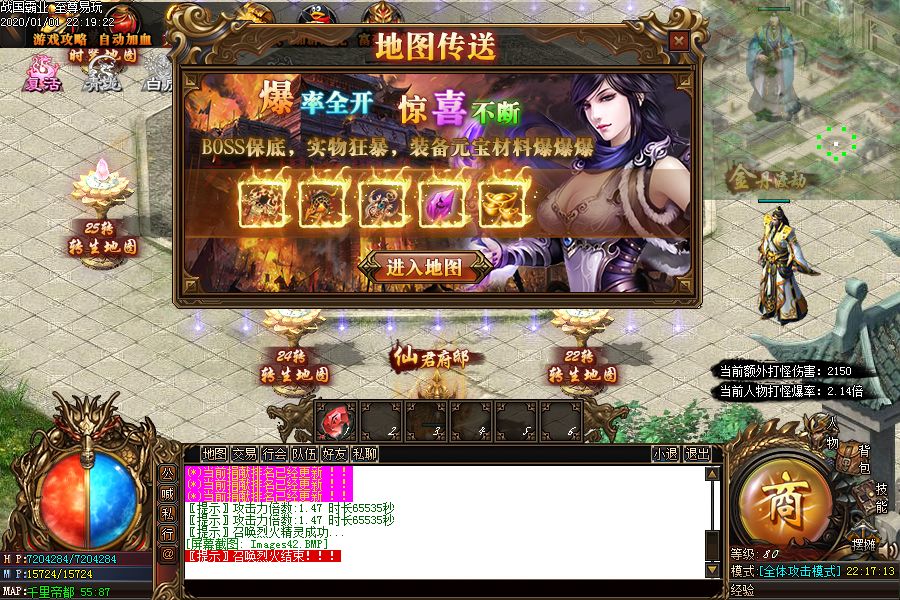 战国霸业 至尊易玩
2020/01/01 22:19:22
游戏攻略 自动加血
复活
地图传送
爆率全开 惊喜不断
BOSS保底，实物狂暴，装备元宝材料爆爆爆
进入地图
25转
转生地图
金丹渡劫
24转
转生地图
仙君府邸
22转
转生地图
当前额外打怪伤害: 2150
当前人物打怪爆率: 2.14倍
1 2 3 4 5 6
地图 交易 行会 队伍 好友 私聊
小退 退出
公
喊
私
行
@
(*)当前捐献排名已经更新！！！
(*)当前捐献排名已经更新！！！
(*)当前捐献排名已经更新！！！
〖提示〗攻击力倍数:1.47 时长65535秒
〖提示〗攻击力倍数:1.47 时长65535秒
〖提示〗召唤烈火精灵成功...
[屏幕截图: Images42.BMP]
〖提示〗召唤烈火结束！！！
HP:7204284/7204284
MP:15724/15724
MAP:千里帝都 55:87
人物
背包
技能
商
摆摊
等级: 80
模式:[全体攻击模式] 22:17:13
经验